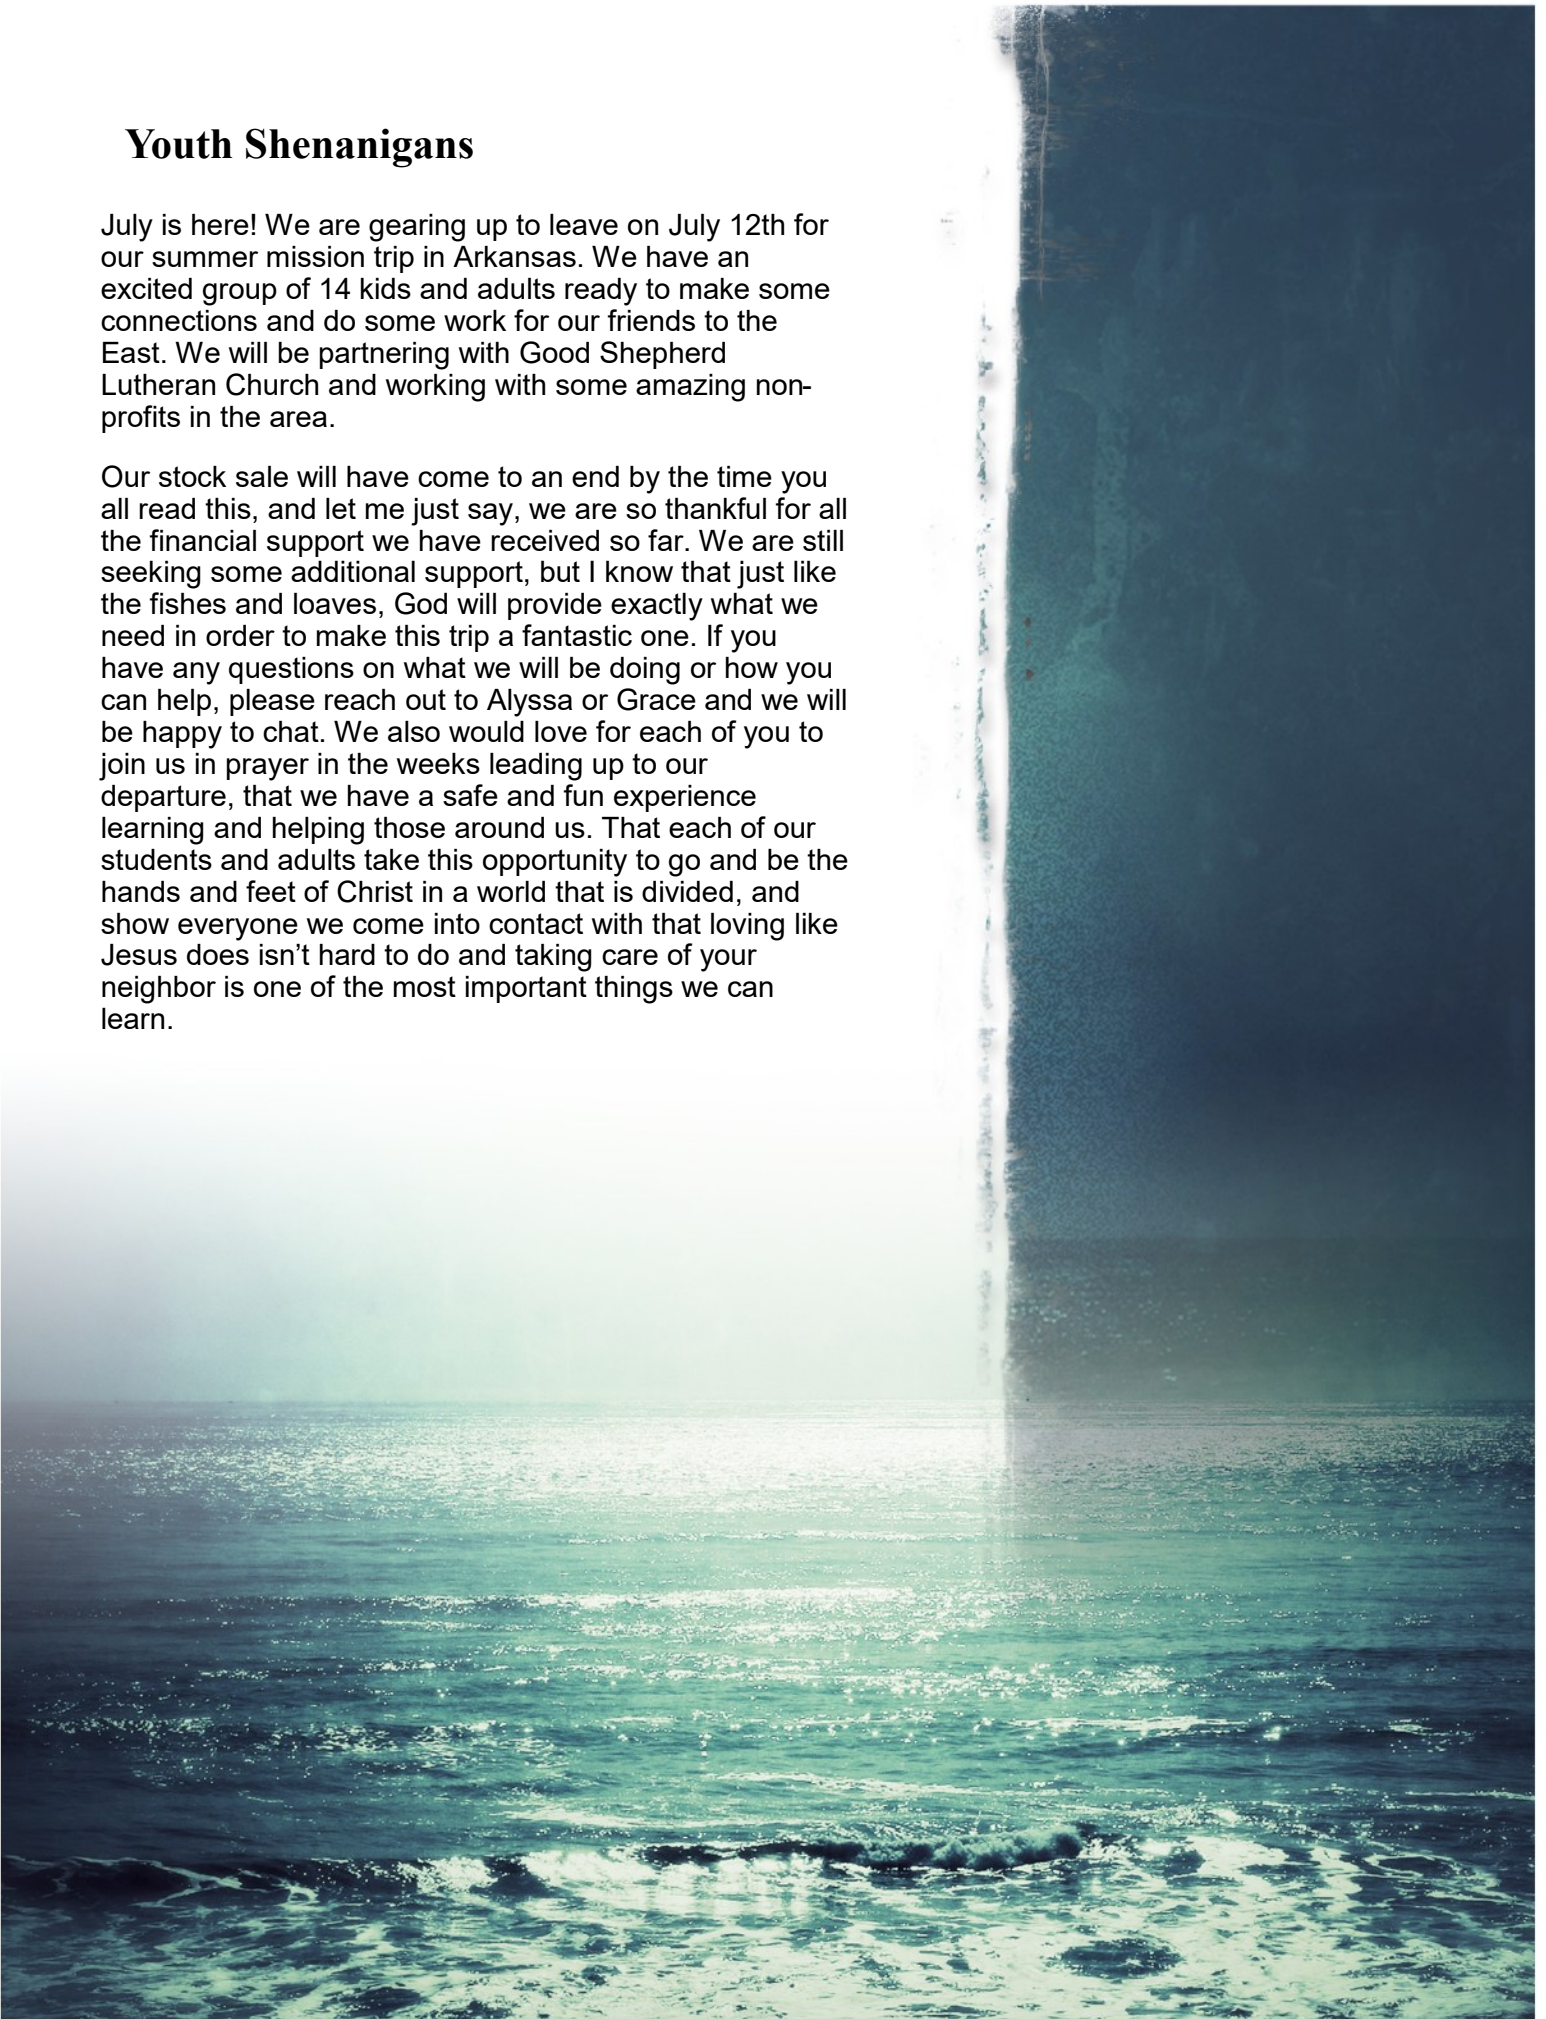 Youth Shenanigans
July is here! We are gearing up to leave on July 12th for
our summer mission trip in Arkansas. We have an
excited group of 14 kids and adults ready to make some
connections and do some work for our friends to the
East. We will be partnering with Good Shepherd
Lutheran Church and working with some amazing non-
profits in the area.
Our stock sale will have come to an end by the time you
all read this, and let me just say, we are so thankful for all
the financial support we have received so far. We are still
seeking some additional support, but I know that just like
the fishes and loaves, God will provide exactly what we
need in order to make this trip a fantastic one. If you
have any questions on what we will be doing or how you
can help, please reach out to Alyssa or Grace and we will
be happy to chat. We also would love for each of you to
join us in prayer in the weeks leading up to our
departure, that we have a safe and fun experience
learning and helping those around us. That each of our
students and adults take this opportunity to go and be the
hands and feet of Christ in a world that is divided, and
show everyone we come into contact with that loving like
Jesus does isn’t hard to do and taking care of your
neighbor is one of the most important things we can
learn.